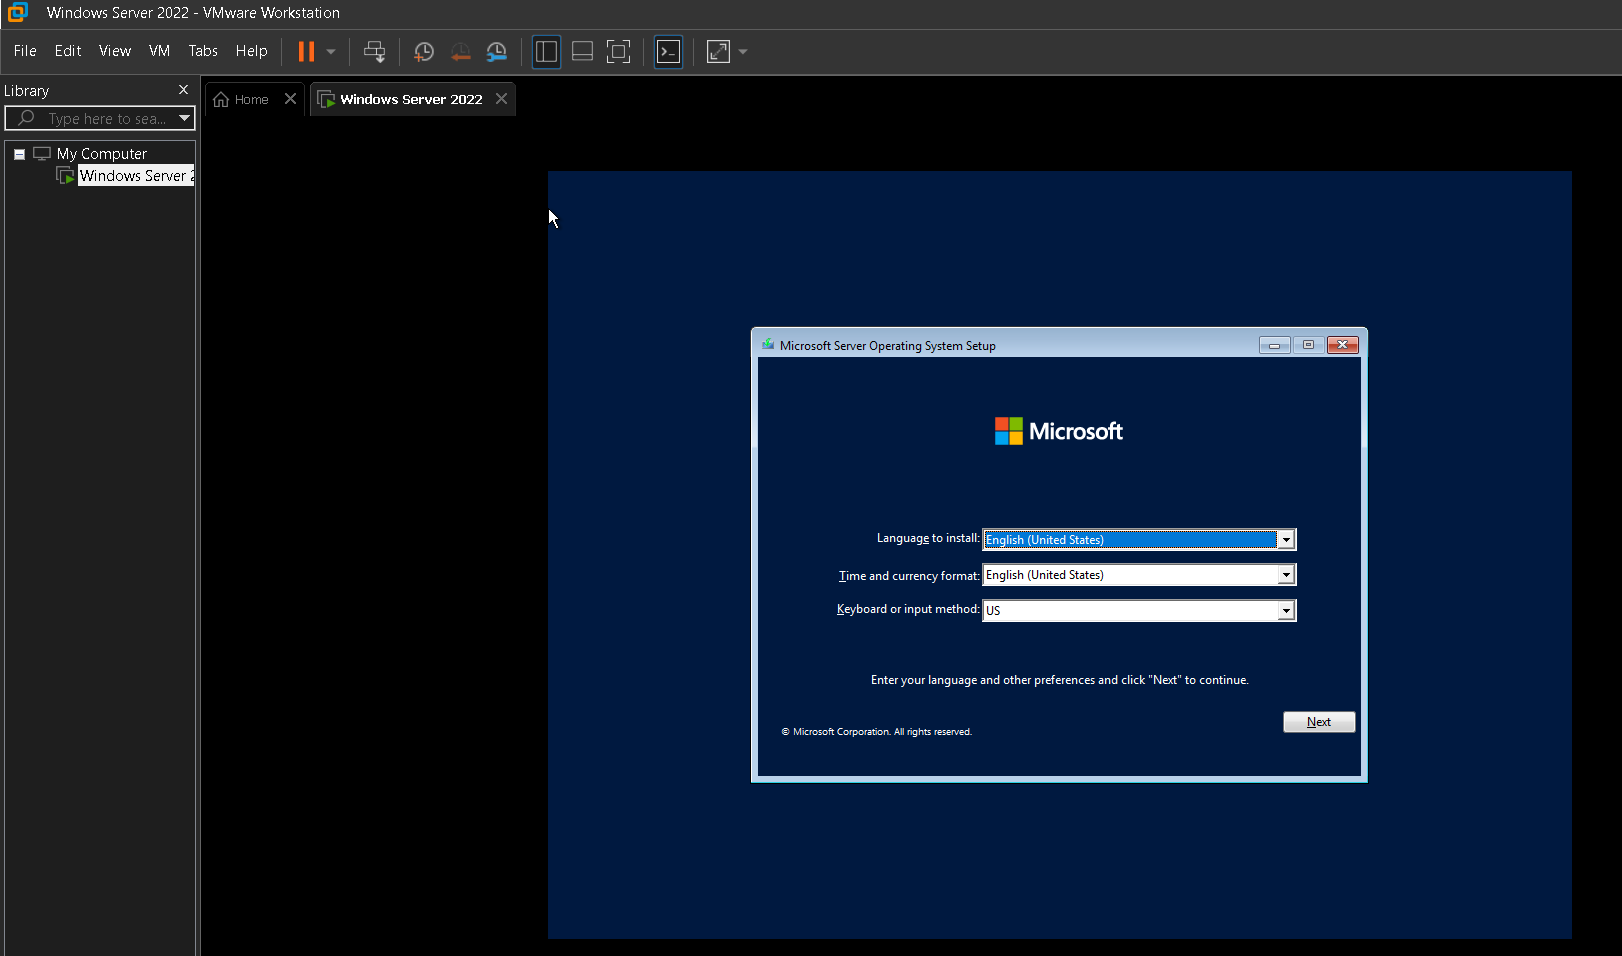 Windows Server 2022 - VMware Workstation
File Edit View VM Tabs Help
Library
Home Windows Server 2022
Type here to sea...
My Computer
Windows Server 2
Microsoft Server Operating System Setup
Microsoft
Language to install: English (United States)
Time and currency format: English (United States)
Keyboard or input method: US
Enter your language and other preferences and click "Next" to continue.
Next
© Microsoft Corporation. All rights reserved.